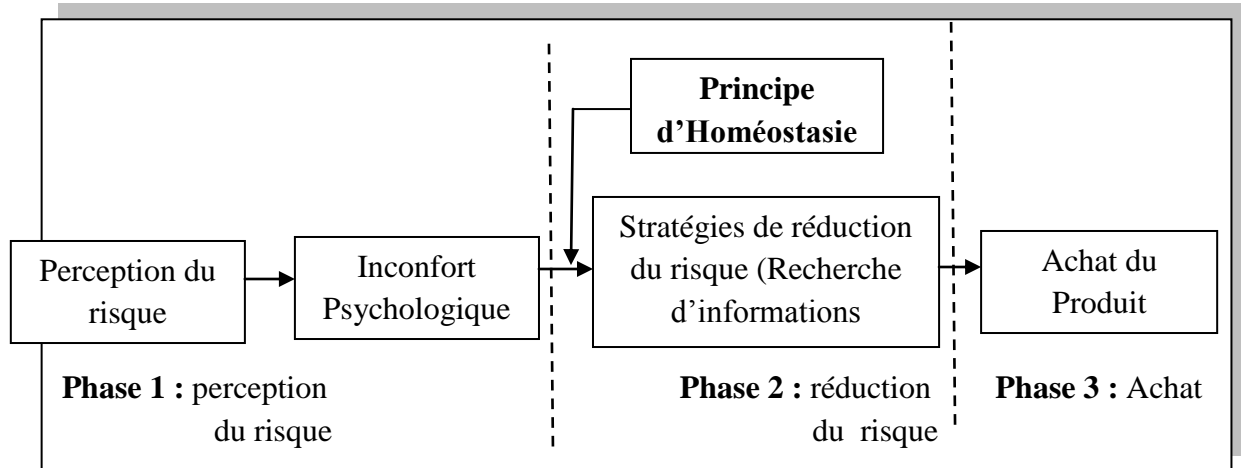 Principe
d’Homéostasie
Perception du
risque
Inconfort
Psychologique
Stratégies de réduction
du risque (Recherche
d’informations
Achat du
Produit
Phase 1 : perception
du risque
Phase 2 : réduction
du risque
Phase 3 : Achat